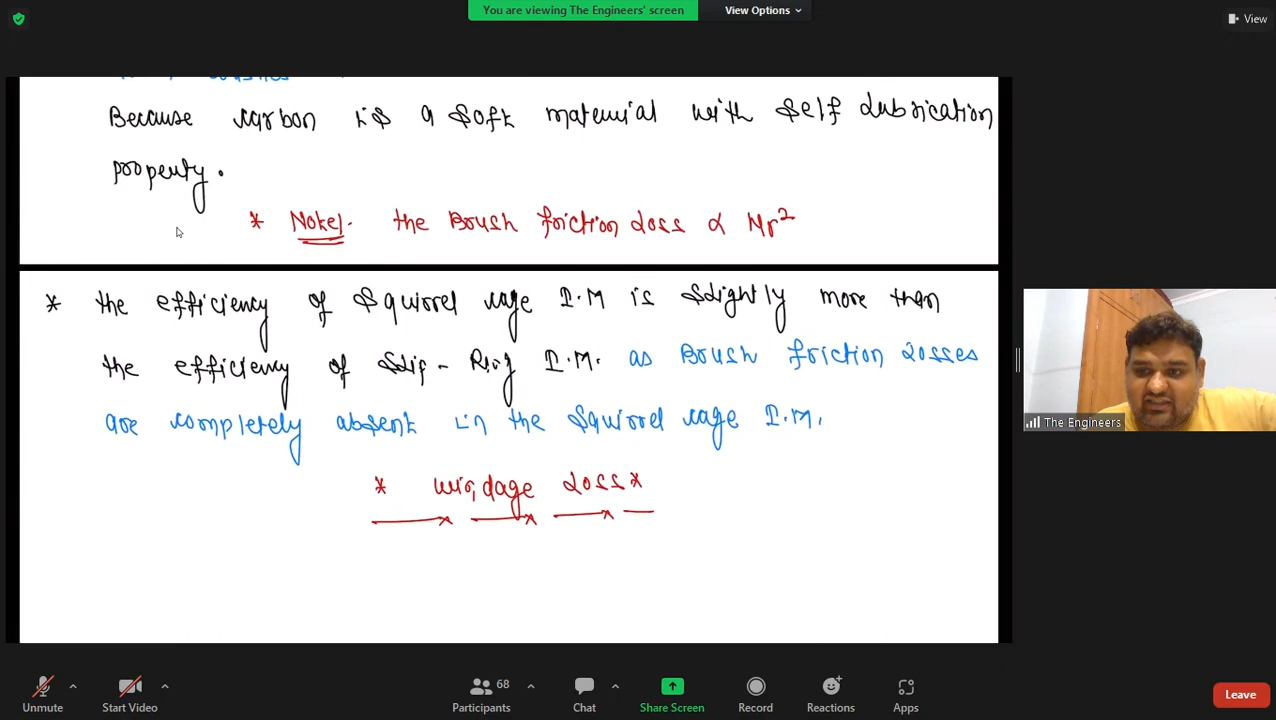 You are viewing The Engineers' screen
View Options
View
Because carbon is a soft material with self lubrication
property.
* Note:- the Brush friction loss ∝ Nr²
* the efficiency of Squirrel cage I.M is slightly more than
the efficiency of Slip-Ring I.M. as Brush friction losses
are completely absent in the Squirrel cage I.M.
* windage loss *
The Engineers
68
Unmute
Start Video
Participants
Chat
Share Screen
Record
Reactions
Apps
Leave